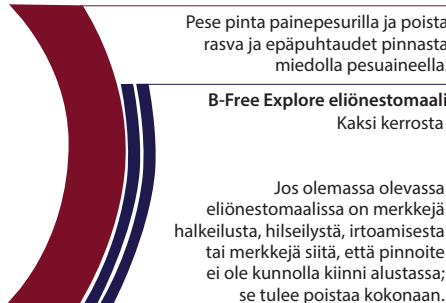 Pese pinta painepesurilla ja poista
rasva ja epäpuhtaudet pinnasta
miedolla pesuaineella.
B-Free Explore eliönestomaali
Kaksi kerrosta
Jos olemassa olevassa
eliönestomaalissa on merkkejä
halkeilusta, hilseilystä, irtoamisesta
tai merkkejä siitä, että pinnoite
ei ole kunnolla kiinni alustassa;
se tulee poistaa kokonaan.